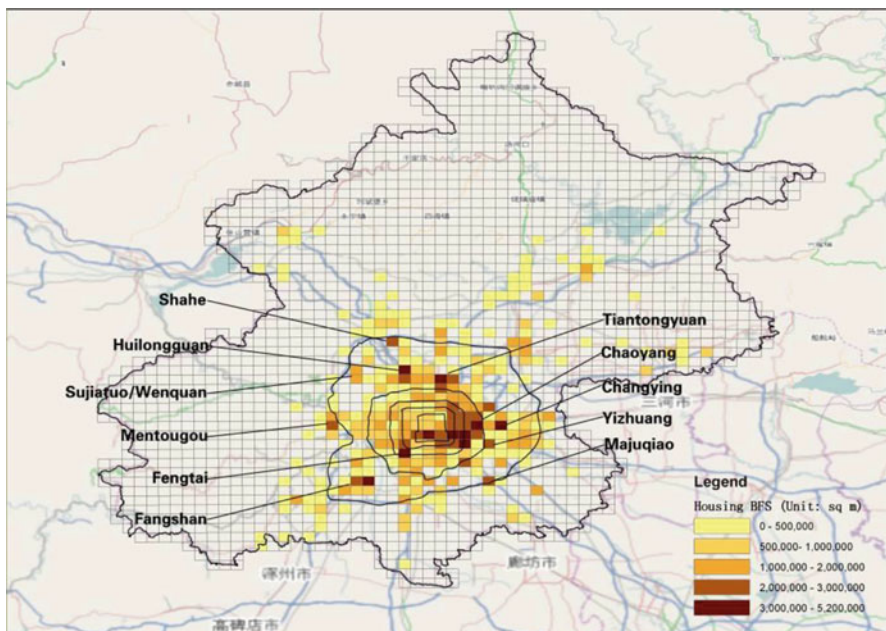 Shahe
Huilongguan
Sujiatuo/Wenquan
Mentougou
Fengtai
Fangshan
Tiantongyuan
Chaoyang
Changying
Yizhuang
Majuqiao
三河市
涿州市
廊坊市
高碑店市
Legend
Housing BFS (Unit: sq m)
0 - 500,000
500,000- 1,000,000
1,000,000 - 2,000,000
2,000,000 - 3,000,000
3,000,000 - 5,200,000